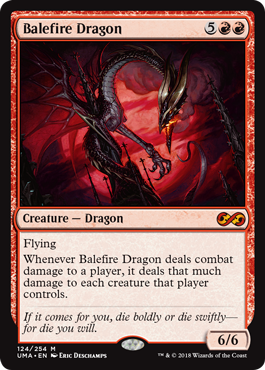 Balefire Dragon 5
Creature — Dragon
Flying
Whenever Balefire Dragon deals combat
damage to a player, it deals that much
damage to each creature that player
controls.
If it comes for you, die boldly or die swiftly—
for die you will.
6/6
124/254 M
UMA • EN Eric Deschamps
™ & © 2018 Wizards of the Coast